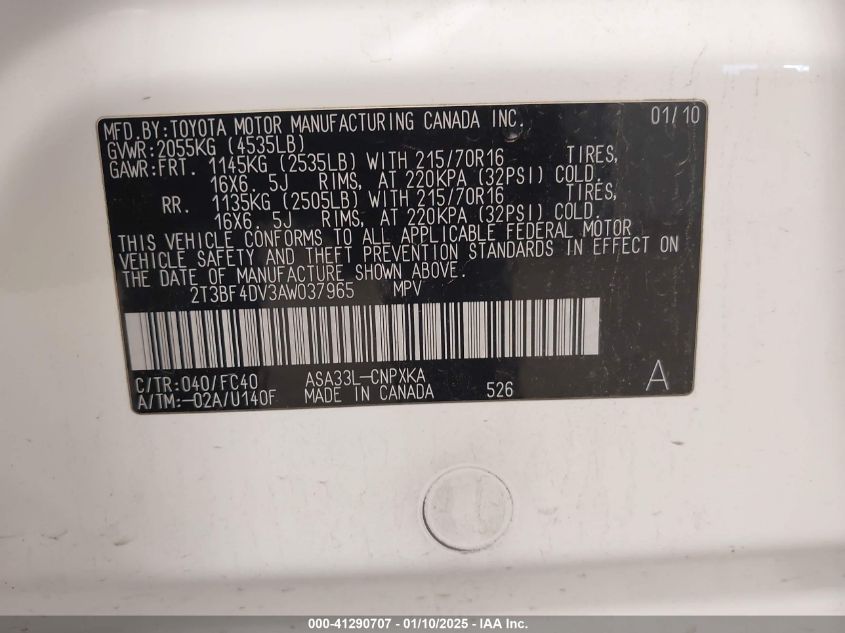 MFD.BY:TOYOTA MOTOR MANUFACTURING CANADA INC. 01/10
GVWR:2055KG (4535LB)
GAWR:FRT. 1145KG (2535LB) WITH 215/70R16 TIRES,
16X6.5J RIMS, AT 220KPA (32PSI) COLD.
RR. 1135KG (2505LB) WITH 215/70R16 TIRES,
16X6.5J RIMS, AT 220KPA (32PSI) COLD.
THIS VEHICLE CONFORMS TO ALL APPLICABLE FEDERAL MOTOR
VEHICLE SAFETY AND THEFT PREVENTION STANDARDS IN EFFECT ON
THE DATE OF MANUFACTURE SHOWN ABOVE.
2T3BF4DV3AW037965 MPV
C/TR:040/FC40 ASA33L-CNPXKA A
A/TM:-02A/U140F MADE IN CANADA 526
000-41290707 - 01/10/2025 - IAA Inc.